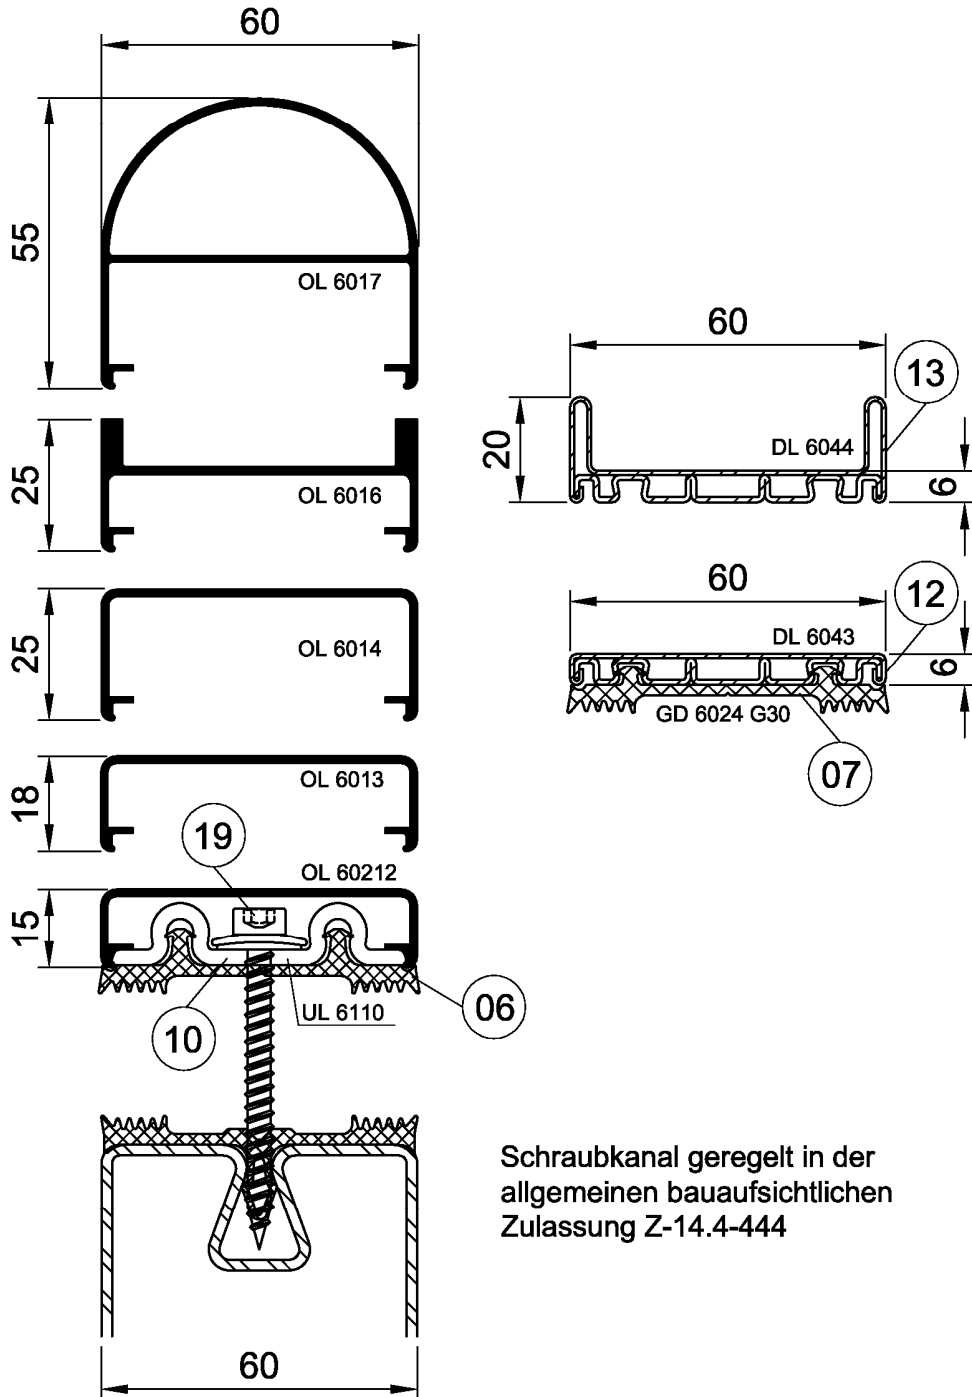 60
55
OL 6017
60
13
20
DL 6044
6
25
OL 6016
60
12
DL 6043
6
25
OL 6014
GD 6024 G30
07
18
OL 6013
19
OL 60212
15
UL 6110
06
10
Schraubkanal geregelt in der
allgemeinen bauaufsichtlichen
Zulassung Z-14.4-444
60